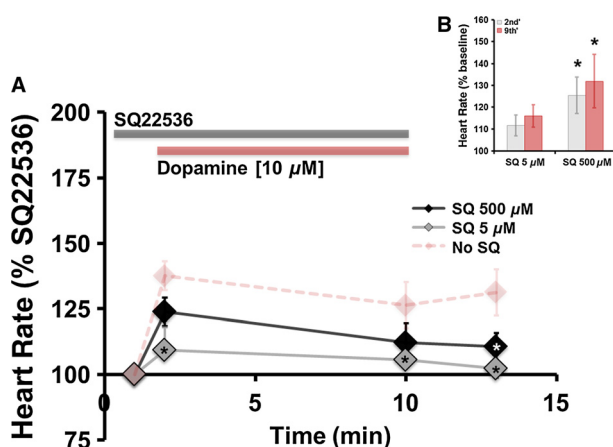 A
Heart Rate (% SQ22536)
200
175
150
125
100
75
0
5
10
15
Time (min)
SQ22536
Dopamine [10 µM]
SQ 500 µM
SQ 5 µM
No SQ
*
*
*
B
Heart Rate (% baseline)
160
150
140
130
120
110
100
2nd'
9th'
* *
SQ 5 µM SQ 500 µM